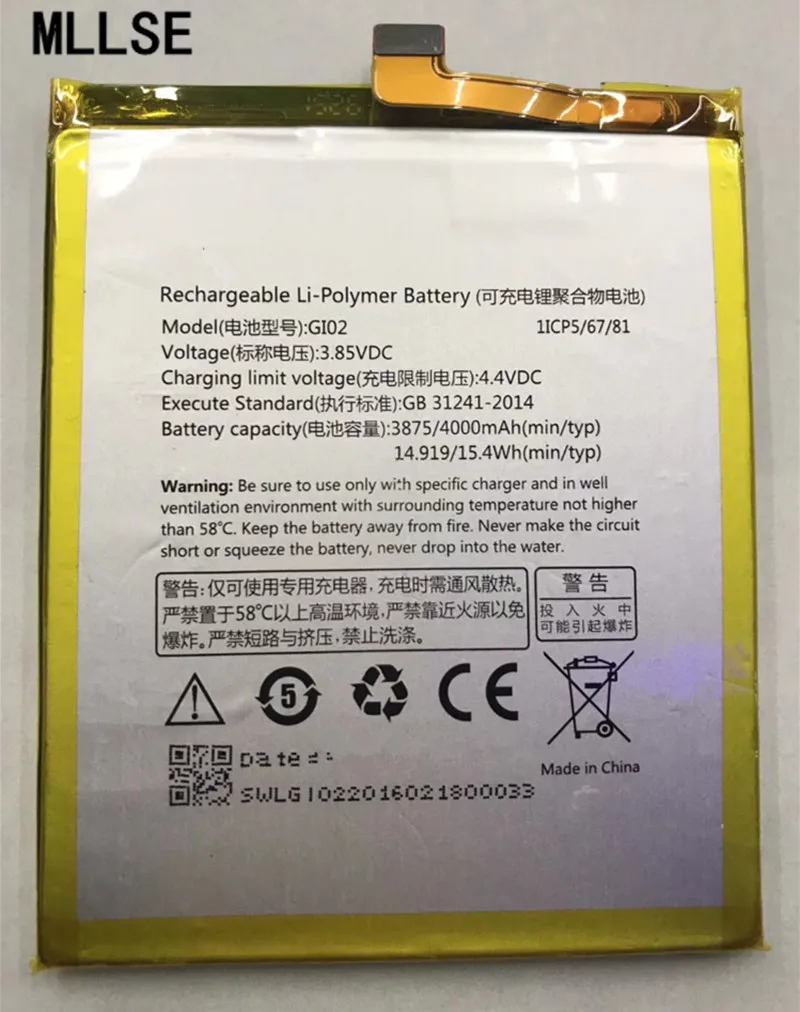 MLLSE
Rechargeable Li-Polymer Battery (可充电锂聚合物电池)
Model(电池型号):GI02 1ICP5/67/81
Voltage(标称电压):3.85VDC
Charging limit voltage(充电限制电压):4.4VDC
Execute Standard(执行标准):GB 31241-2014
Battery capacity(电池容量):3875/4000mAh(min/typ)
14.919/15.4Wh(min/typ)
Warning: Be sure to use only with specific charger and in well
ventilation environment with surrounding temperature not higher
than 58℃. Keep the battery away from fire. Never make the circuit
short or squeeze the battery, never drop into the water.
警告:仅可使用专用充电器，充电时需通风散热。
严禁置于58℃以上高温环境,严禁靠近火源以免
爆炸。严禁短路与挤压,禁止洗涤。
警告
投入火中
可能引起爆炸
5
CE
Made in China
Date:
SWLGI022016021800033